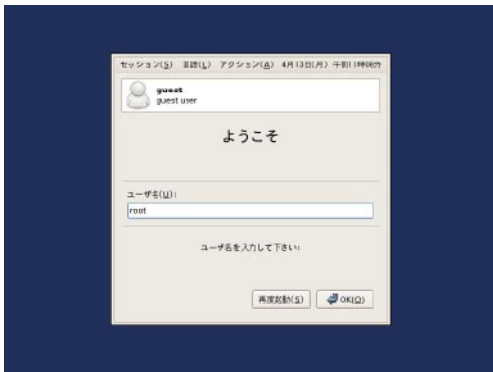 セッション(S) 言語(L) アクション(A) 4月13日(月) 午前11時06分
guest
guest user
ようこそ
ユーザ名(U):
root
ユーザ名を入力して下さい:
再度起動(S) OK(O)